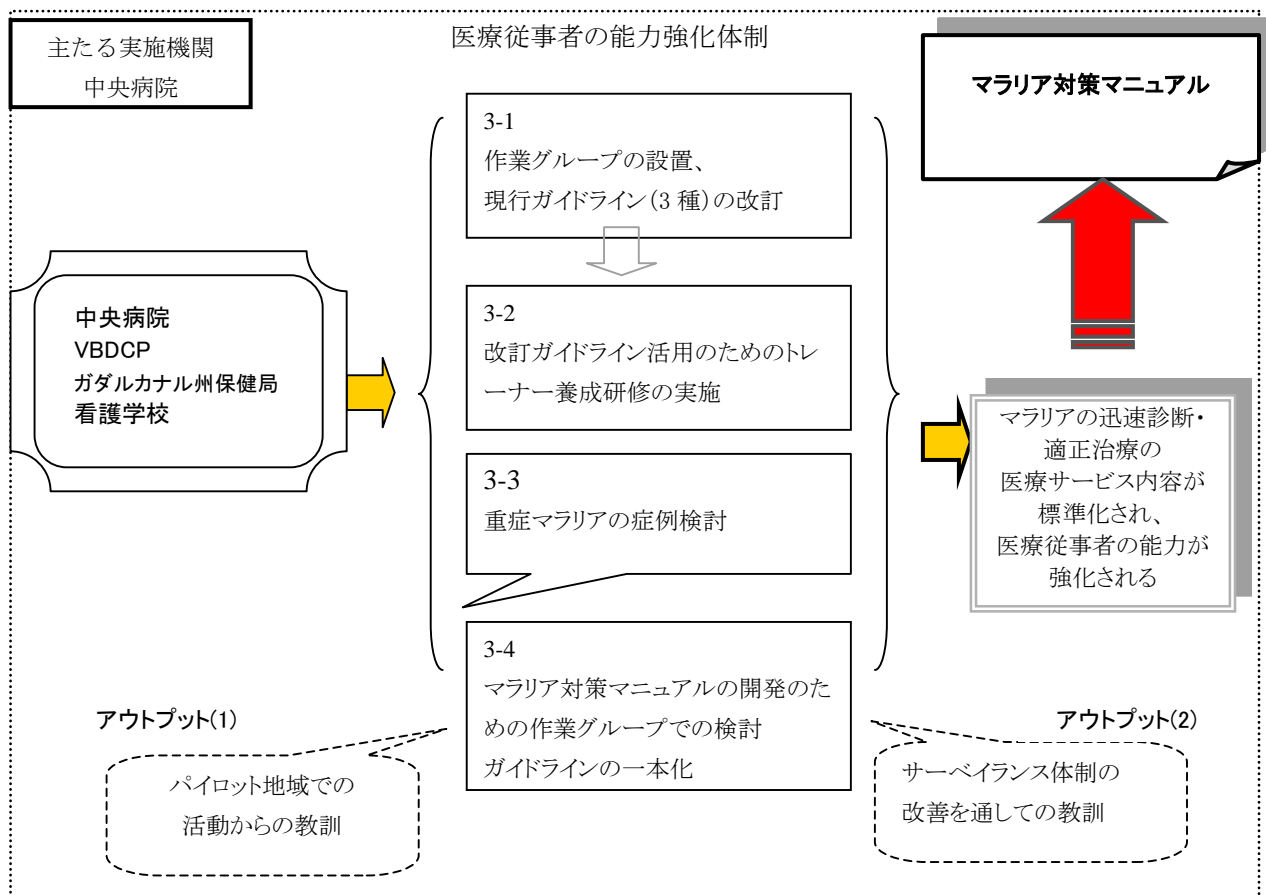 主たる実施機関
中央病院
医療従事者の能力強化体制
マラリア対策マニュアル
3-1
作業グループの設置、
現行ガイドライン(3 種)の改訂
中央病院
VBDCP
ガダルカナル州保健局
看護学校
3-2
改訂ガイドライン活用のためのトレ
ーナー養成研修の実施
3-3
重症マラリアの症例検討
マラリアの迅速診断・
適正治療の
医療サービス内容が
標準化され、
医療従事者の能力が
強化される
3-4
マラリア対策マニュアルの開発のた
めの作業グループでの検討
ガイドラインの一本化
アウトプット(1)
パイロット地域での
活動からの教訓
アウトプット(2)
サーベイランス体制の
改善を通しての教訓